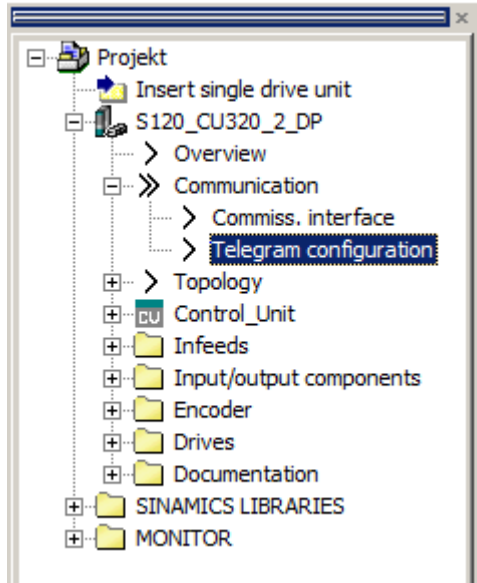 Projekt
Insert single drive unit
S120_CU320_2_DP
Overview
Communication
Commiss. interface
Telegram configuration
Topology
CU Control_Unit
Infeeds
Input/output components
Encoder
Drives
Documentation
SINAMICS LIBRARIES
MONITOR